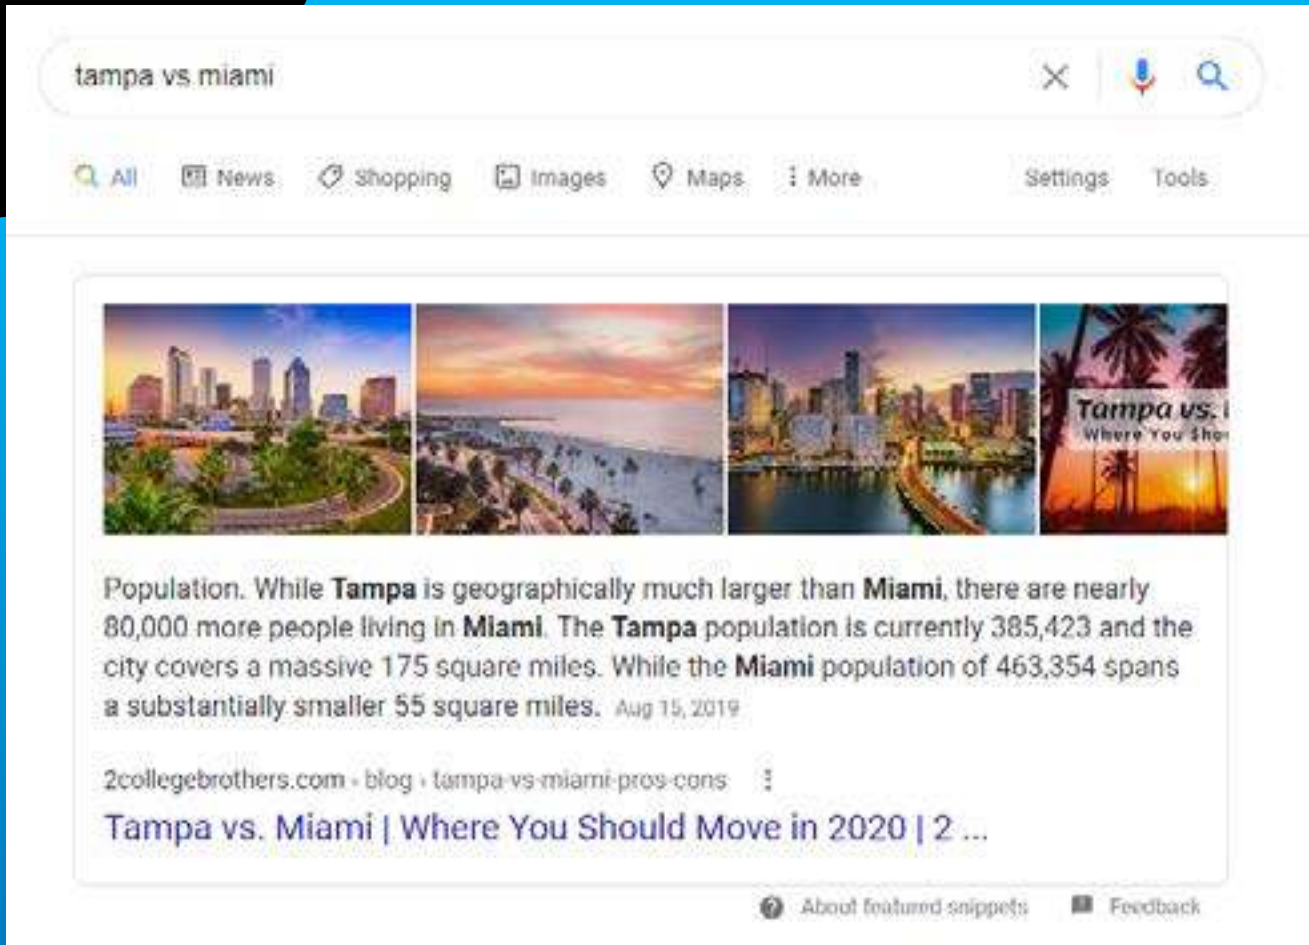 tampa vs miami
All News Shopping Images Maps More Settings Tools
Tampa vs.
Where You
Population. While Tampa is geographically much larger than Miami, there are nearly
80,000 more people living in Miami. The Tampa population is currently 385,423 and the
city covers a massive 175 square miles. While the Miami population of 463,354 spans
a substantially smaller 55 square miles. Aug 15, 2019
2collegebrothers.com › blog › tampa-vs-miami-pros-cons
Tampa vs. Miami | Where You Should Move in 2020 | 2 ...
About featured snippets Feedback